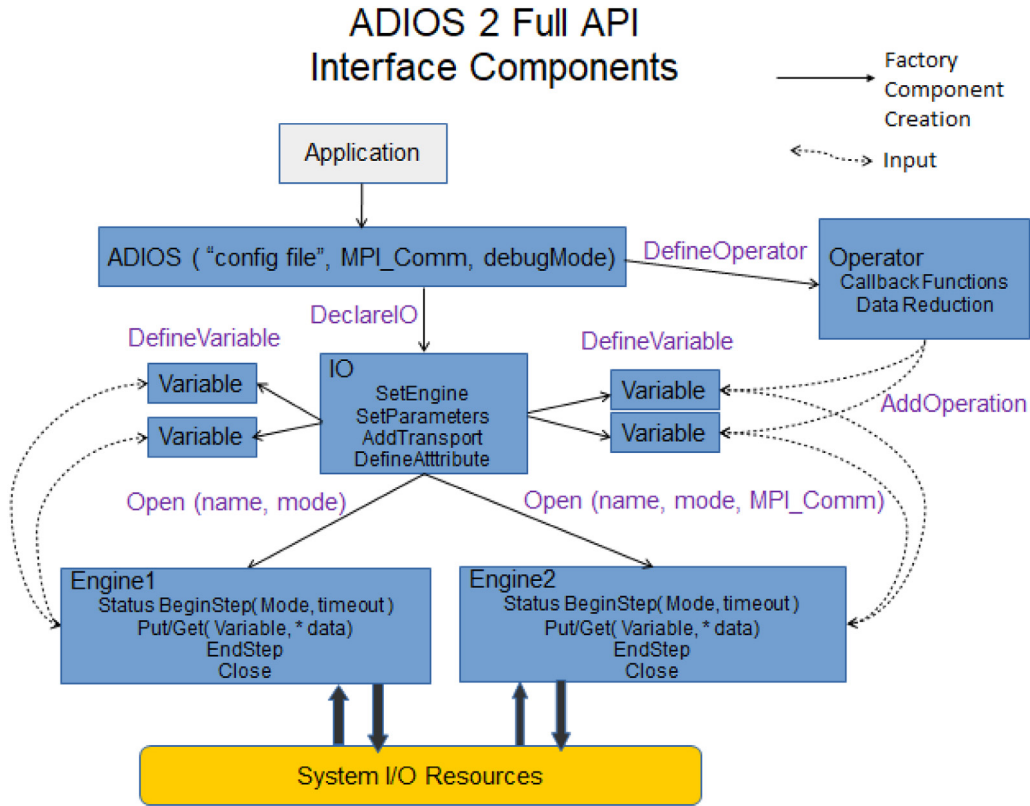 ADIOS 2 Full API
Interface Components
Factory
Component
Creation
Input
Application
ADIOS ( “config file”, MPI_Comm, debugMode)
DefineOperator
Operator
Callback Functions
Data Reduction
DeclareIO
DefineVariable
DefineVariable
IO
SetEngine
SetParameters
AddTransport
DefineAtttribute
Variable
Variable
Variable
Variable
AddOperation
Open (name, mode)
Open (name, mode, MPI_Comm)
Engine1
Status BeginStep( Mode, timeout )
Put/Get( Variable, * data)
EndStep
Close
Engine2
Status BeginStep( Mode, timeout )
Put/Get( Variable, * data)
EndStep
Close
System I/O Resources